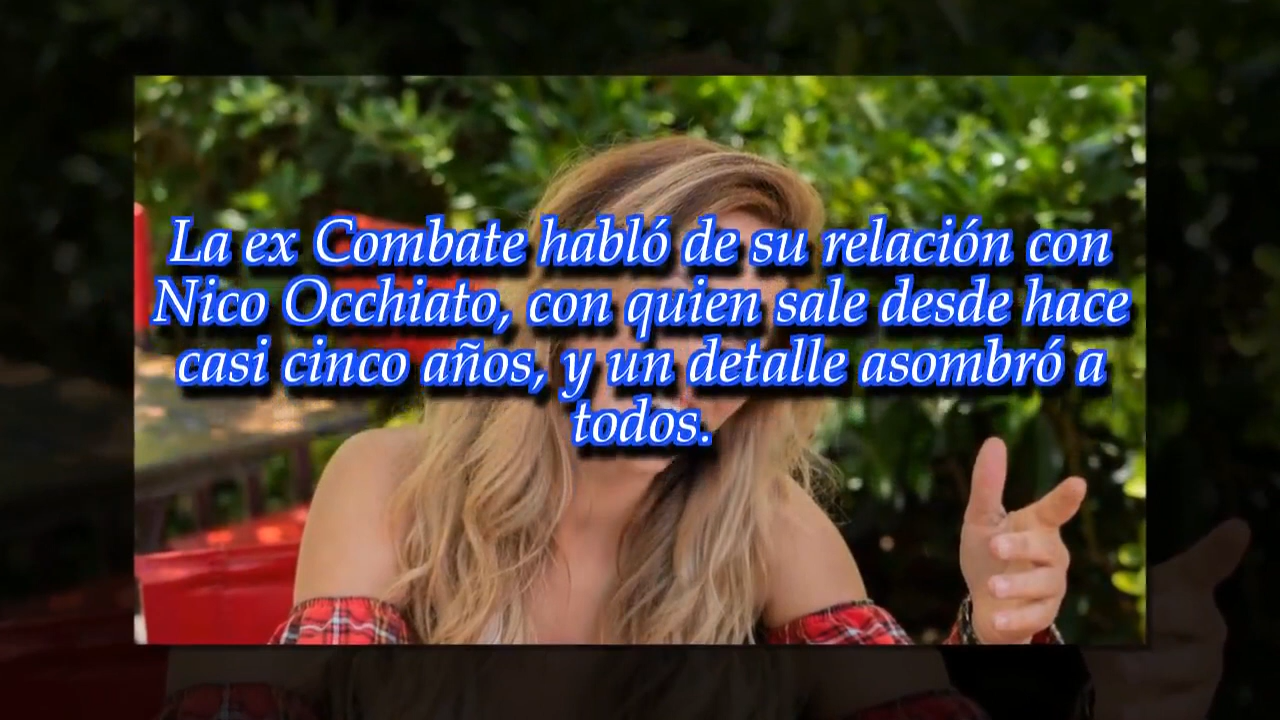 La ex Combate habló de su relación con
Nico Occhiato, con quien sale desde hace
casi cinco años, y un detalle asombró a
todos.